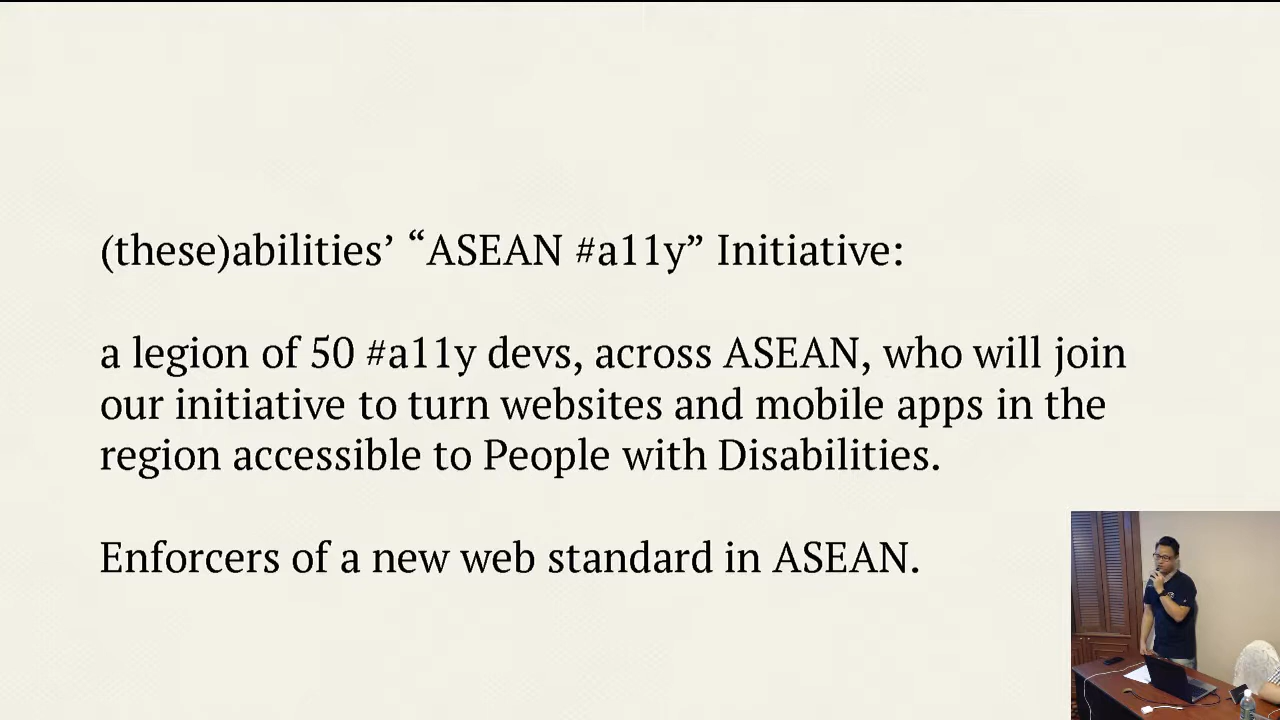 (these)abilities’ “ASEAN #a11y” Initiative:
a legion of 50 #a11y devs, across ASEAN, who will join
our initiative to turn websites and mobile apps in the
region accessible to People with Disabilities.
Enforcers of a new web standard in ASEAN.